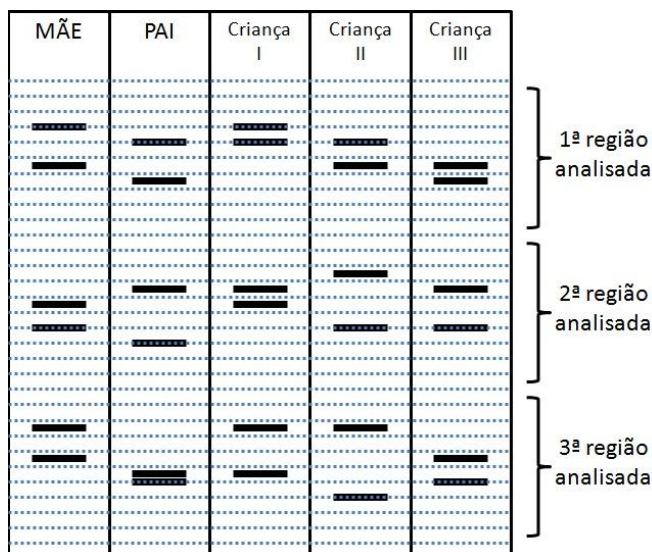 MÃE
PAI
Criança
I
Criança
II
Criança
III
1ª região
analisada
2ª região
analisada
3ª região
analisada